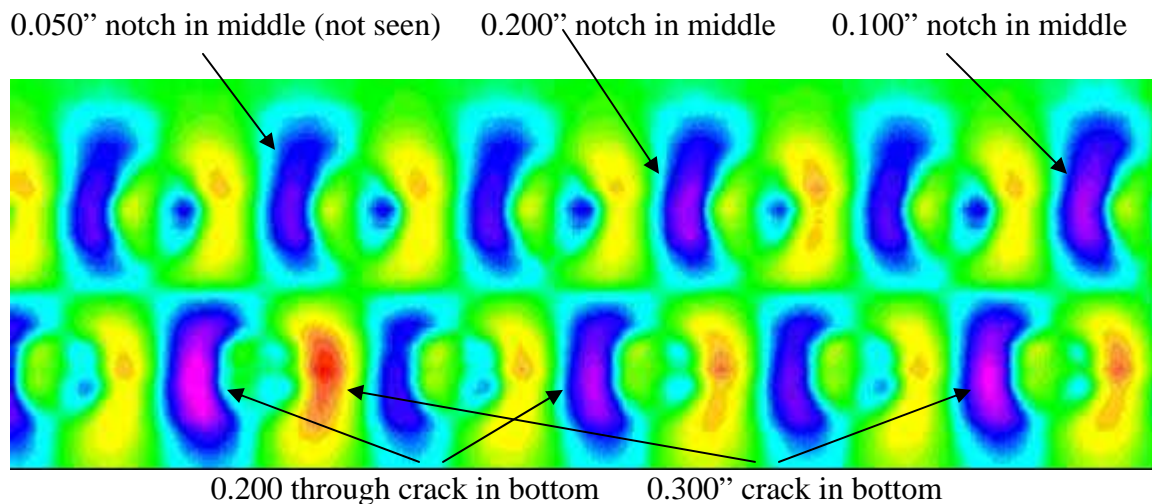 0.050” notch in middle (not seen)
0.200” notch in middle
0.100” notch in middle
0.200 through crack in bottom
0.300” crack in bottom